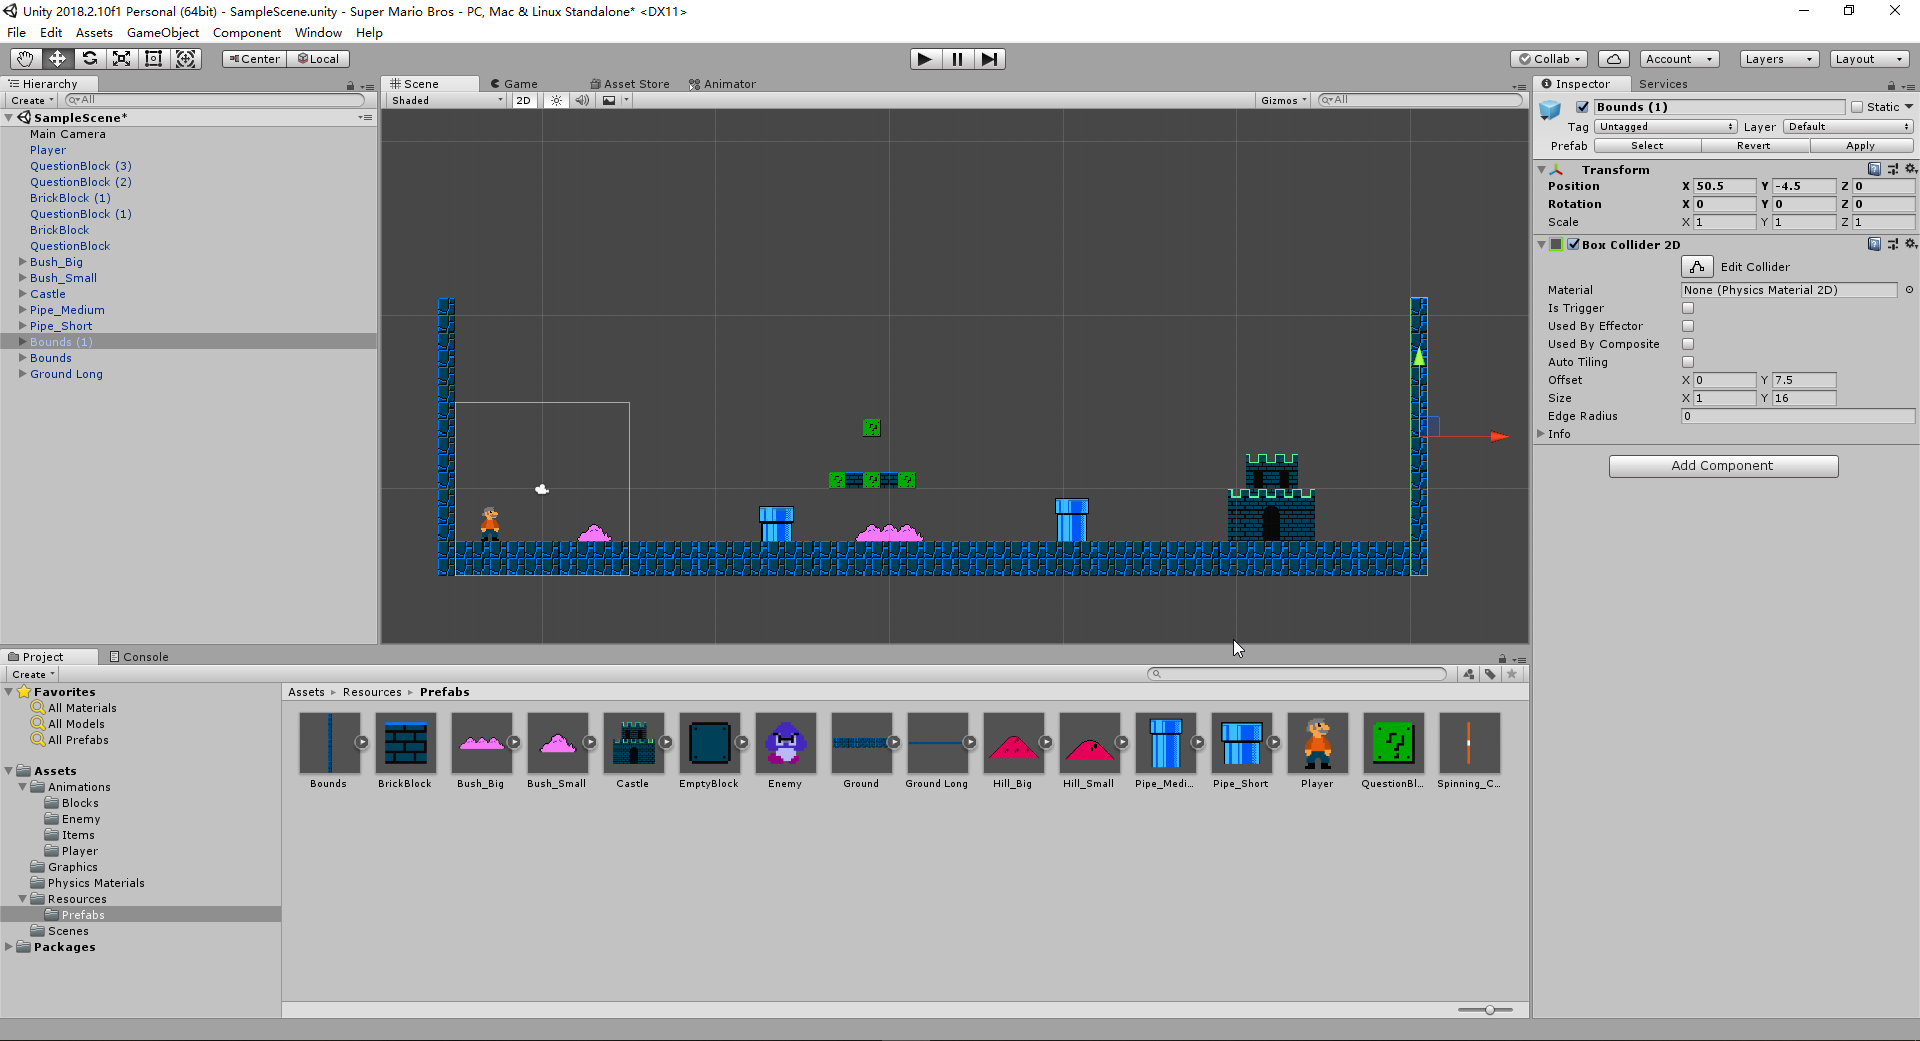 Unity 2018.2.10f1 Personal (64bit) - SampleScene.unity - Super Mario Bros - PC, Mac & Linux Standalone* <DX11>
File Edit Assets GameObject Component Window Help
Center Local Collab Account Layers Layout
Hierarchy
Create All
SampleScene*
Main Camera
Player
QuestionBlock (3)
QuestionBlock (2)
BrickBlock (1)
QuestionBlock (1)
BrickBlock
QuestionBlock
Bush_Big
Bush_Small
Castle
Pipe_Medium
Pipe_Short
Bounds (1)
Bounds
Ground Long
Scene Game Asset Store Animator
Shaded 2D Gizmos All
Inspector Services
Bounds (1) Static
Tag Untagged Layer Default
Prefab Select Revert Apply
Transform
Position X 50.5 Y -4.5 Z 0
Rotation X 0 Y 0 Z 0
Scale X 1 Y 1 Z 1
Box Collider 2D
Edit Collider
Material None (Physics Material 2D)
Is Trigger
Used By Effector
Used By Composite
Auto Tiling
Offset X 0 Y 7.5
Size X 1 Y 16
Edge Radius 0
Info
Add Component
Project Console
Create
Favorites
All Materials
All Models
All Prefabs
Assets
Animations
Blocks
Enemy
Items
Player
Graphics
Physics Materials
Resources
Prefabs
Scenes
Packages
Assets Resources Prefabs
Bounds BrickBlock Bush_Big Bush_Small Castle EmptyBlock Enemy Ground Ground Long Hill_Big Hill_Small Pipe_Medi... Pipe_Short Player QuestionBl... Spinning_C...